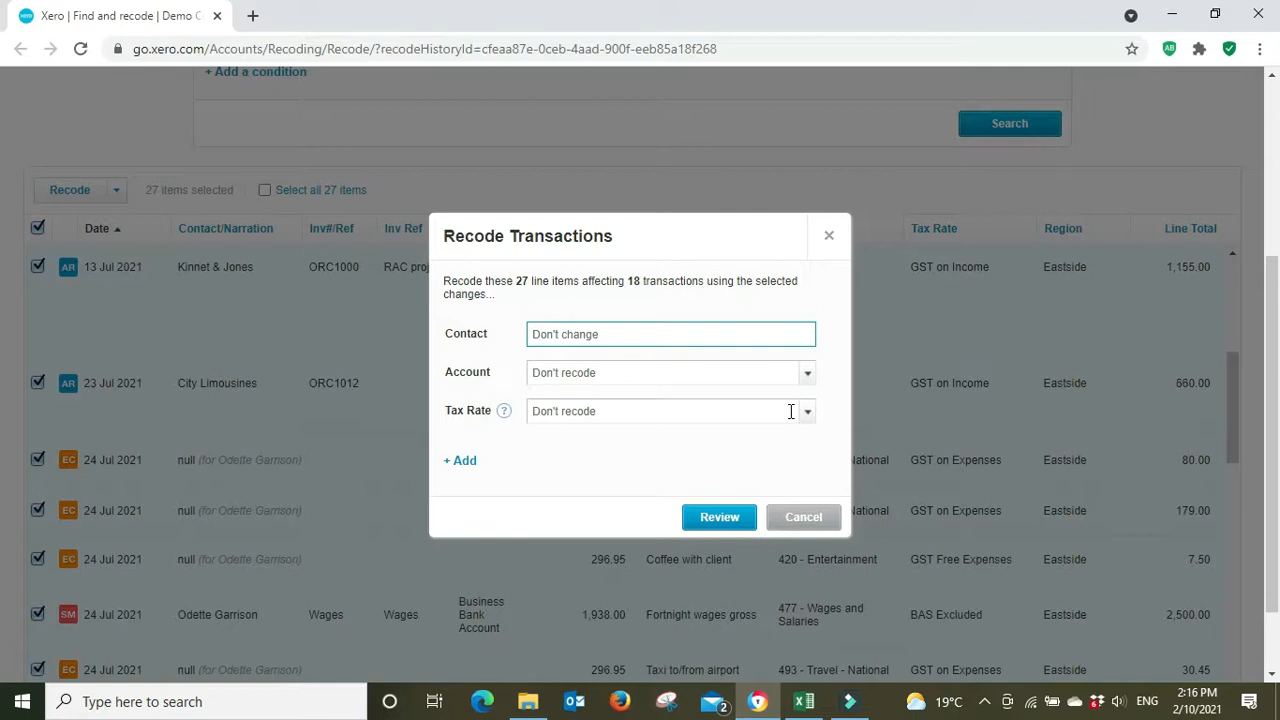 Xero | Find and recode | Demo C
go.xero.com/Accounts/Recoding/Recode/?recodeHistoryId=cfeaa87e-0ceb-4aad-900f-eeb85a18f268
+ Add a condition
Search
Recode 27 items selected Select all 27 items
Date Contact/Narration Inv#/Ref Inv Ref Tax Rate Region Line Total
AR 13 Jul 2021 Kinnet & Jones ORC1000 RAC proj GST on Income Eastside 1,155.00
AR 23 Jul 2021 City Limousines ORC1012 GST on Income Eastside 660.00
EC 24 Jul 2021 null (for Odette Garrison) National GST on Expenses Eastside 80.00
EC 24 Jul 2021 null (for Odette Garrison) GST on Expenses Eastside 179.00
EC 24 Jul 2021 null (for Odette Garrison) 296.95 Coffee with client 420 - Entertainment GST Free Expenses Eastside 7.50
SM 24 Jul 2021 Odette Garrison Wages Wages Business Bank Account 1,938.00 Fortnight wages gross 477 - Wages and Salaries BAS Excluded Eastside 2,500.00
EC 24 Jul 2021 null (for Odette Garrison) 296.95 Taxi to/from airport 493 - Travel - National GST on Expenses Eastside 30.45
Recode Transactions
Recode these 27 line items affecting 18 transactions using the selected
changes...
Contact Don't change
Account Don't recode
Tax Rate ? Don't recode
+ Add
Review Cancel
Type here to search
2
6
19°C
ENG
2:16 PM
2/10/2021